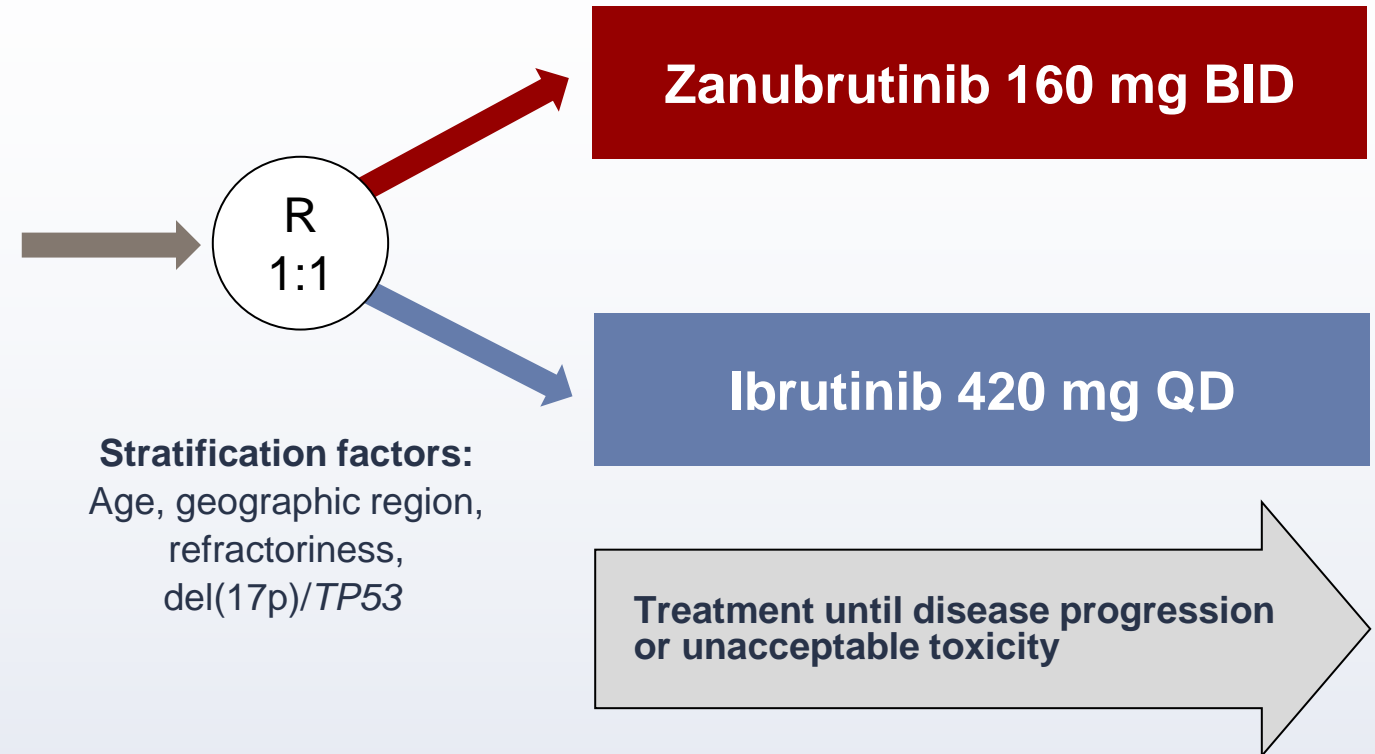 Zanubrutinib 160 mg BID
R
1:1
Ibrutinib 420 mg QD
Stratification factors:
Age, geographic region,
refractoriness,
del(17p)/TP53
Treatment until disease progression
or unacceptable toxicity